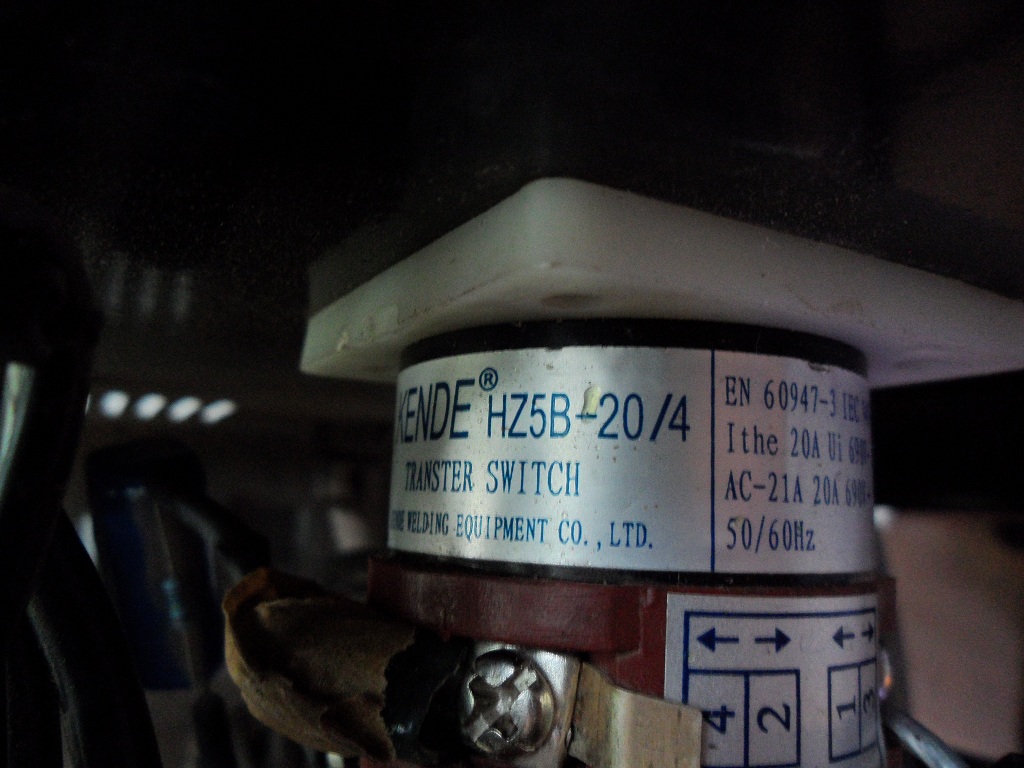 KENDE® HZ5B-20/4
TRANSTER SWITCH
WELDING EQUIPMENT CO.,LTD.
EN 60947-3 IEC
Ithe 20A Ui
AC-21A 20A
50/60Hz
← → ← →
4 2 1 3